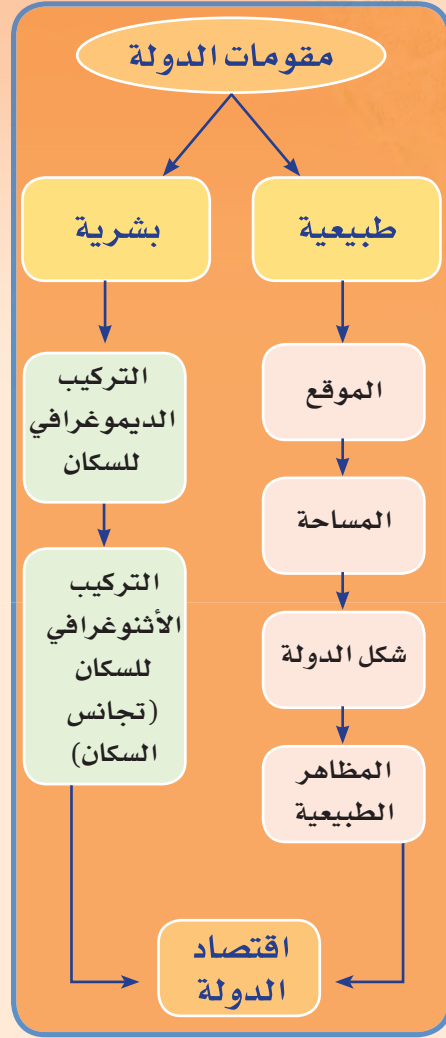 مقومات الدولة
طبيعية
بشرية
الموقع
المساحة
شكل الدولة
المظاهر
الطبيعية
التركيب
الديموغرافي
للسكان
التركيب
الأثنوغرافي
للسكان
(تجانس
السكان)
اقتصاد
الدولة